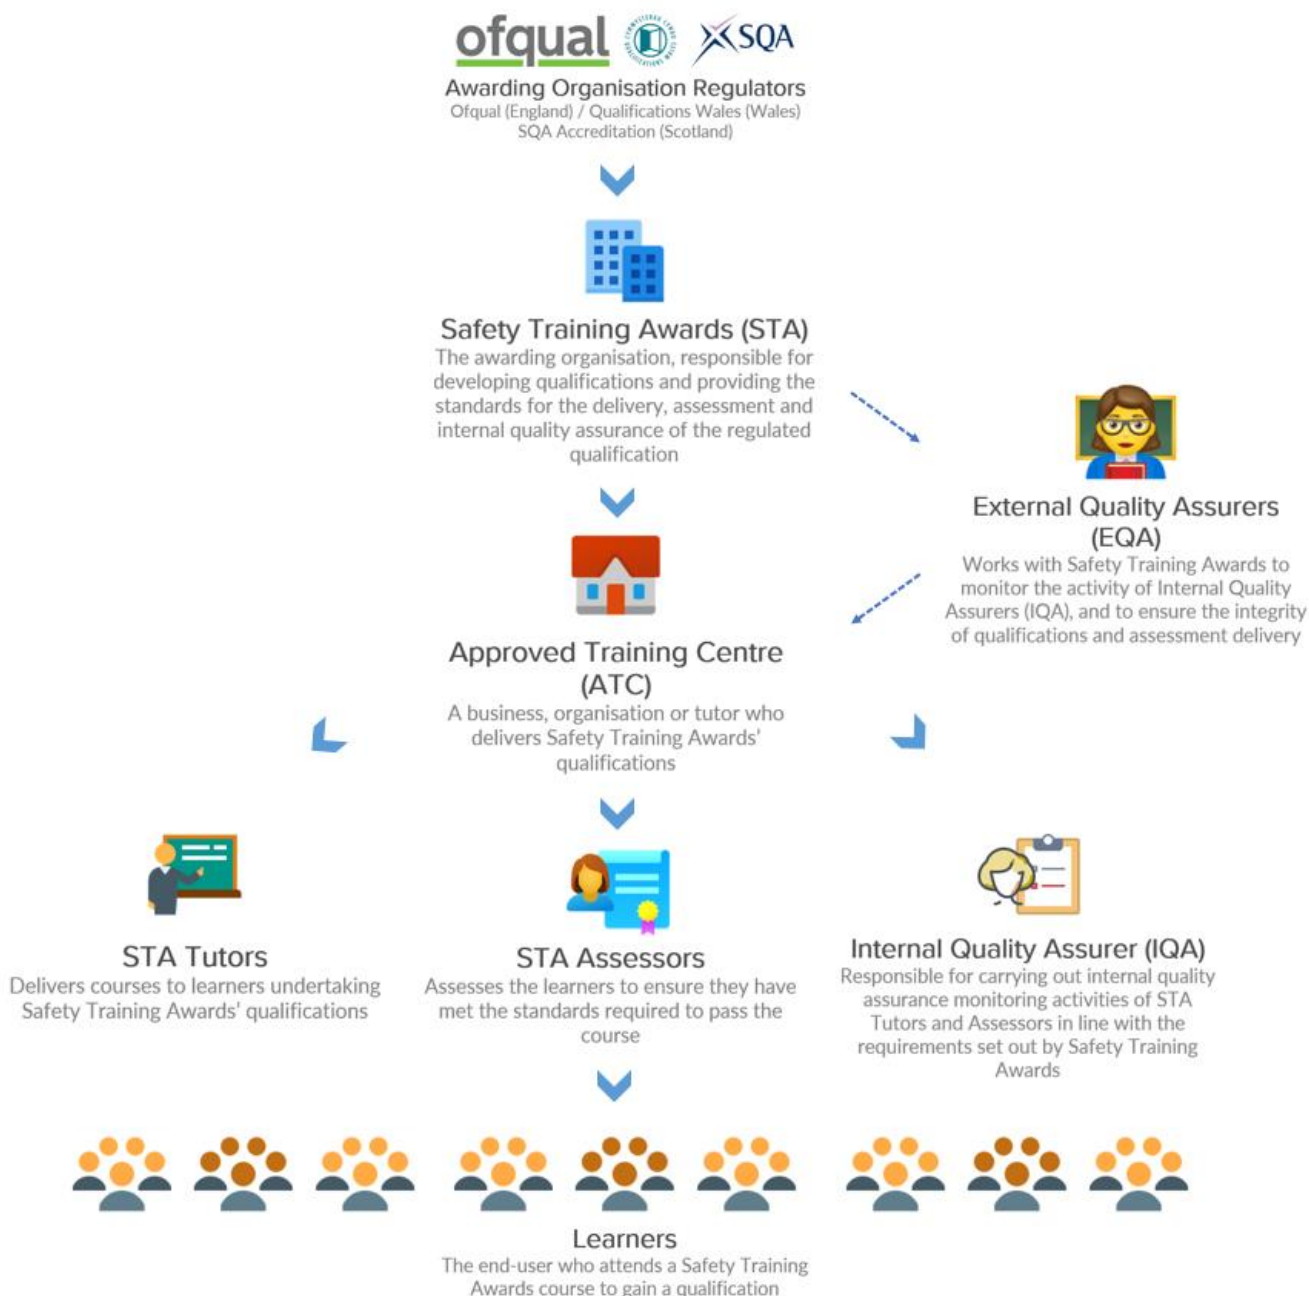 ofqual
SQA
Awarding Organisation Regulators
Ofqual (England) / Qualifications Wales (Wales)
SQA Accreditation (Scotland)
Safety Training Awards (STA)
The awarding organisation, responsible for
developing qualifications and providing the
standards for the delivery, assessment and
internal quality assurance of the regulated
qualification
External Quality Assurers
(EQA)
Works with Safety Training Awards to
monitor the activity of Internal Quality
Assurers (IQA), and to ensure the integrity
of qualifications and assessment delivery
Approved Training Centre
(ATC)
A business, organisation or tutor who
delivers Safety Training Awards'
qualifications
STA Tutors
Delivers courses to learners undertaking
Safety Training Awards' qualifications
STA Assessors
Assesses the learners to ensure they have
met the standards required to pass the
course
Internal Quality Assurer (IQA)
Responsible for carrying out internal quality
assurance monitoring activities of STA
Tutors and Assessors in line with the
requirements set out by Safety Training
Awards
Learners
The end-user who attends a Safety Training
Awards course to gain a qualification